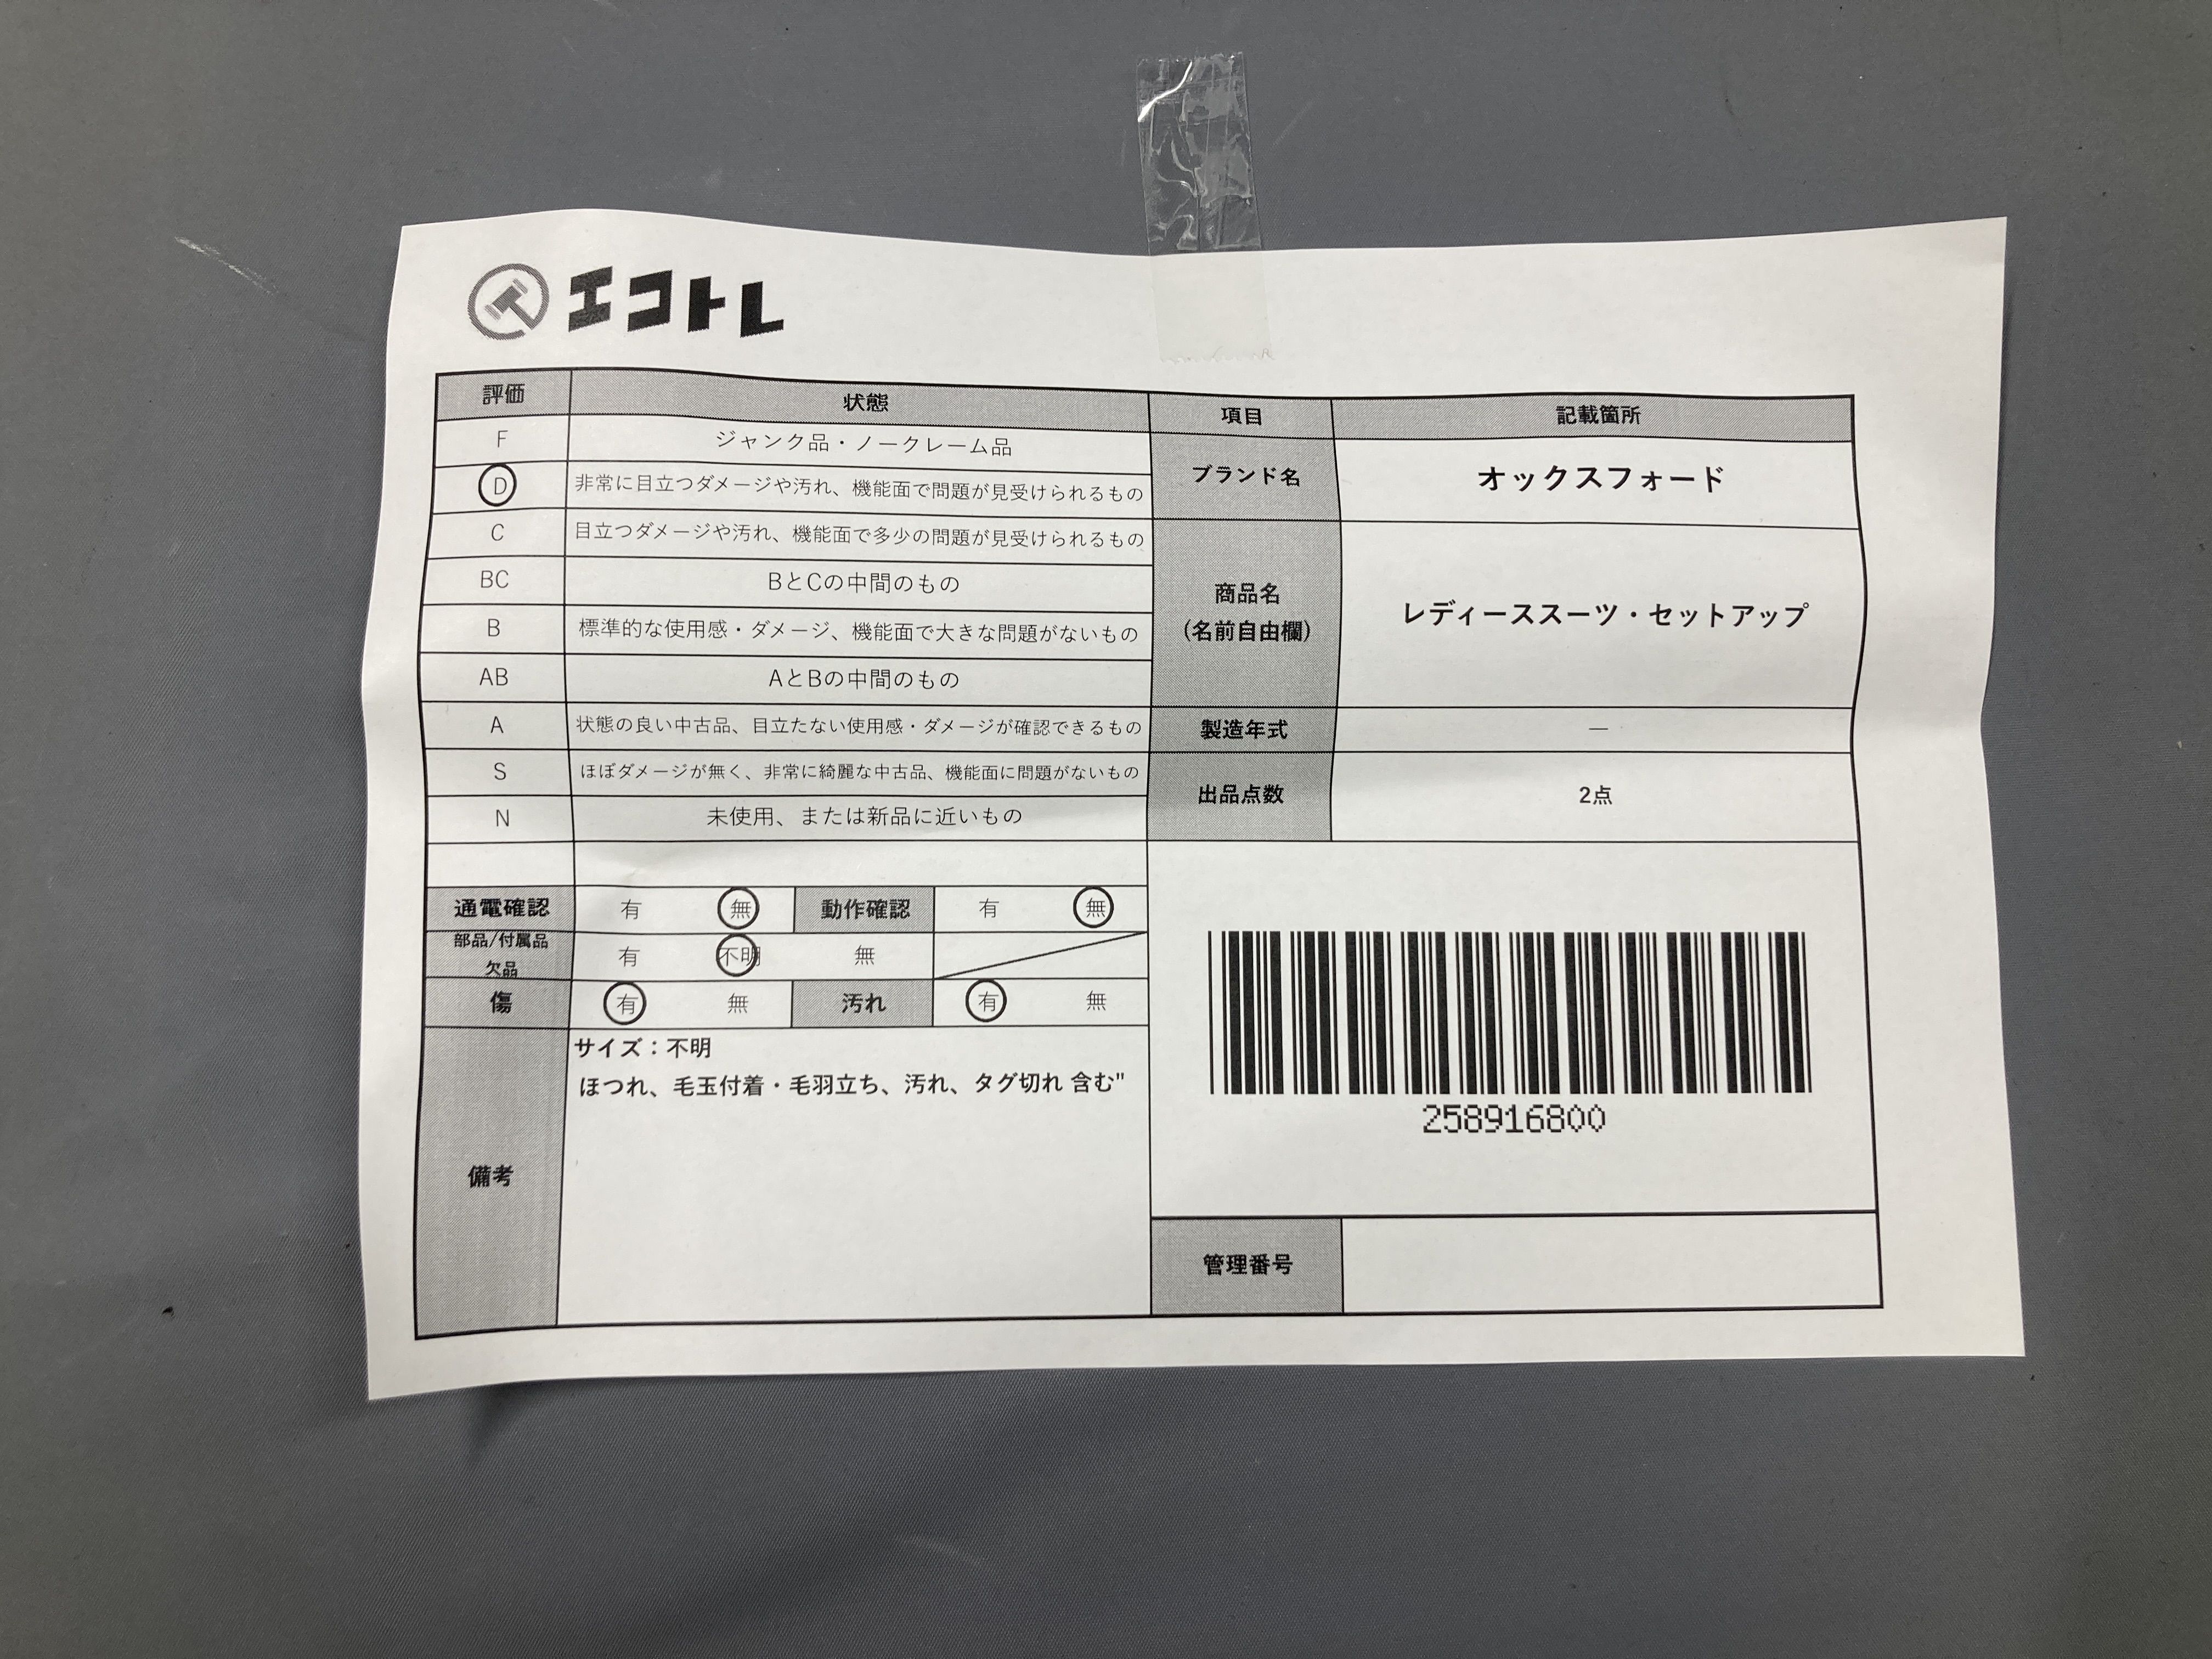 エコトレ
評価 状態 項目 記載箇所
F ジャンク品・ノークレーム品
D 非常に目立つダメージや汚れ、機能面で問題が見受けられるもの
ブランド名 オックスフォード
C 目立つダメージや汚れ、機能面で多少の問題が見受けられるもの
BC BとCの中間のもの
商品名
(名前自由欄)
レディーススーツ・セットアップ
B 標準的な使用感・ダメージ、機能面で大きな問題がないもの
AB AとBの中間のもの
A 状態の良い中古品、目立たない使用感・ダメージが確認できるもの
製造年式 —
S ほぼダメージが無く、非常に綺麗な中古品、機能面に問題がないもの
出品点数 2点
N 未使用、または新品に近いもの
通電確認 有 無 動作確認 有 無
部品/付属品
欠品
有 不明 無
傷 有 無 汚れ 有 無
備考
サイズ：不明
ほつれ、毛玉付着・毛羽立ち、汚れ、タグ切れ 含む"
258916800
管理番号